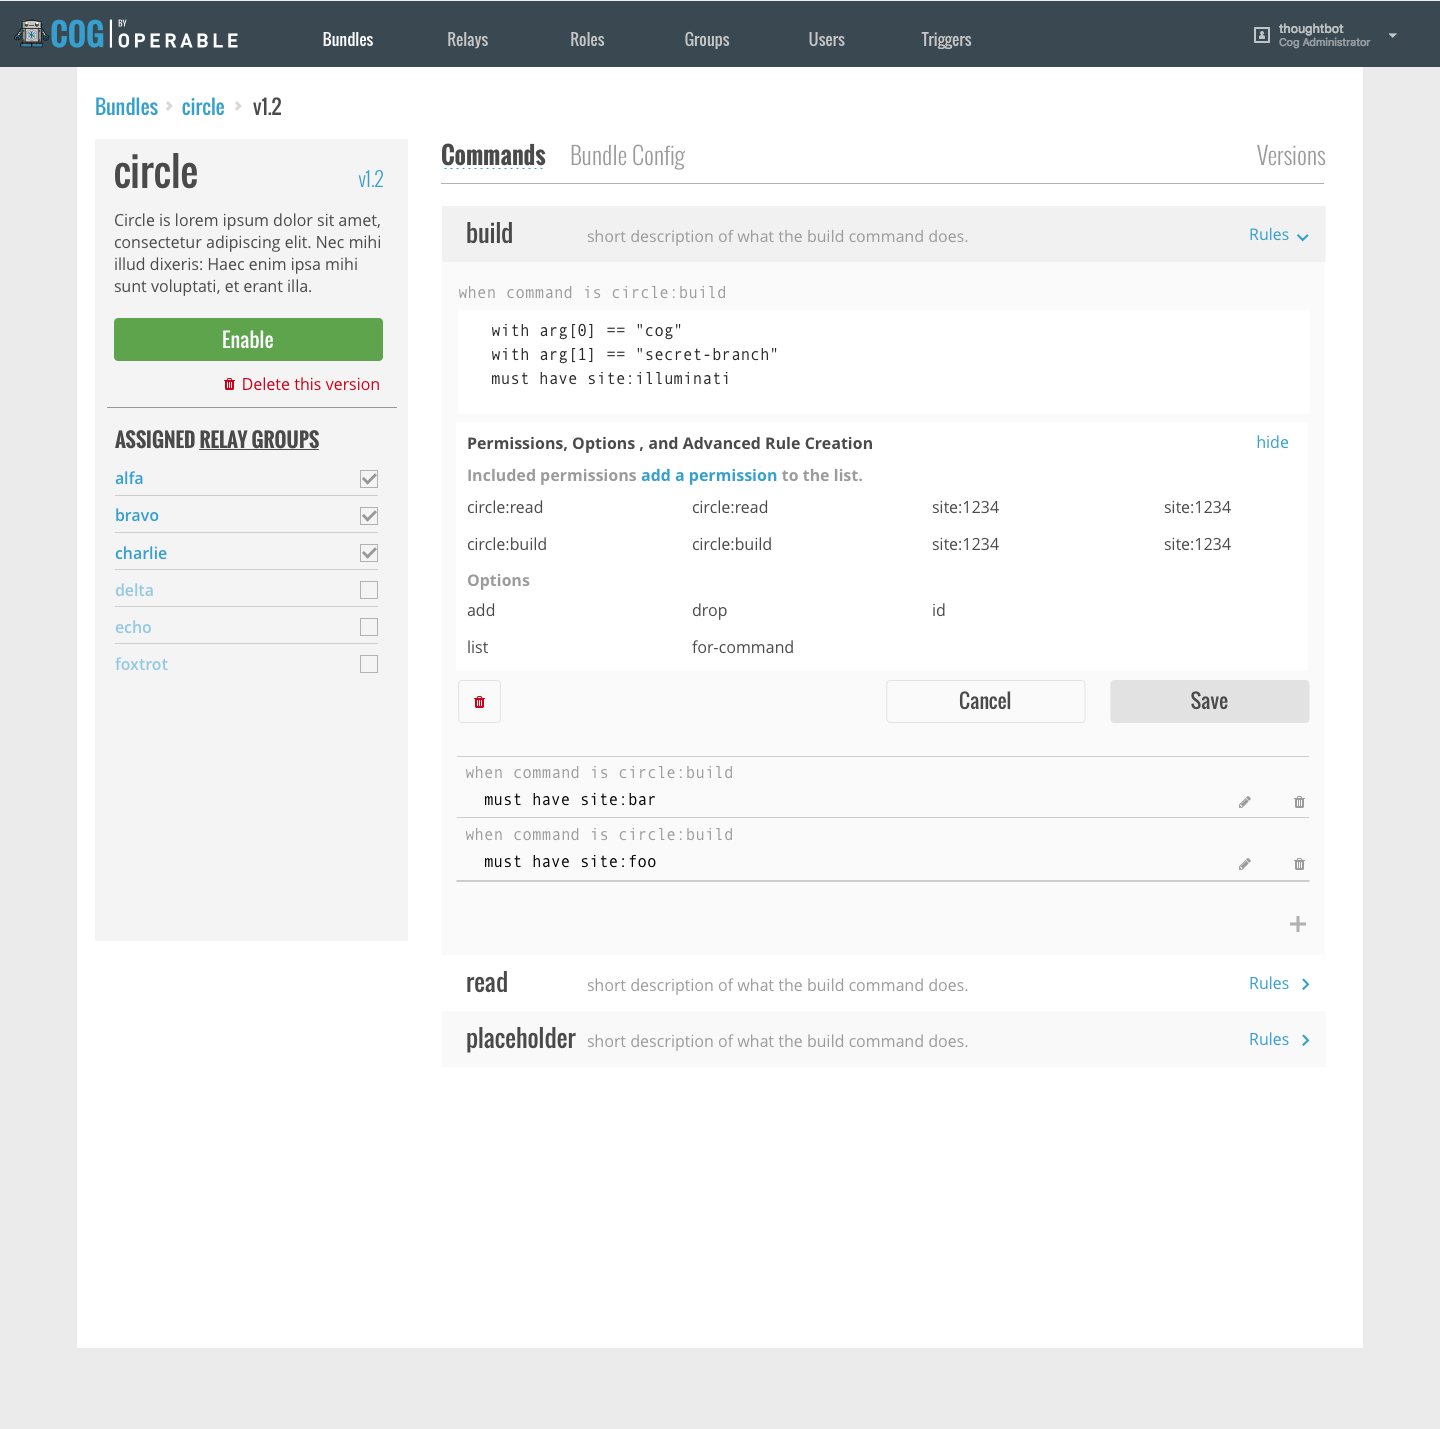 COG BY OPERABLE
Bundles Relays Roles Groups Users Triggers
thoughtbot
Cog Administrator
Bundles circle v1.2
circle
v1.2
Circle is lorem ipsum dolor sit amet,
consectetur adipiscing elit. Nec mihi
illud dixeris: Haec enim ipsa mihi
sunt voluptati, et erant illa.
Enable
Delete this version
ASSIGNED RELAY GROUPS
alfa
bravo
charlie
delta
echo
foxtrot
Commands Bundle Config Versions
build short description of what the build command does. Rules
when command is circle:build
with arg[0] == "cog"
with arg[1] == "secret-branch"
must have site:illuminati
Permissions, Options , and Advanced Rule Creation hide
Included permissions add a permission to the list.
circle:read circle:read site:1234 site:1234
circle:build circle:build site:1234 site:1234
Options
add drop id
list for-command
Cancel Save
when command is circle:build
must have site:bar
when command is circle:build
must have site:foo
read short description of what the build command does. Rules
placeholder short description of what the build command does. Rules